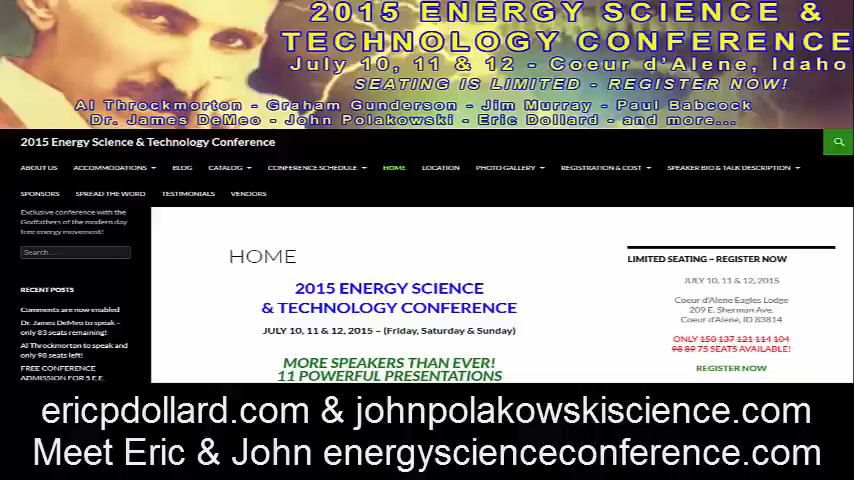 2015 ENERGY SCIENCE &
TECHNOLOGY CONFERENCE
July 10, 11 & 12 - Coeur d'Alene, Idaho
SEATING IS LIMITED - REGISTER NOW!
Al Throckmorton - Graham Gunderson - Jim Murray - Paul Babcock
Dr. James DeMeo - John Polakowski - Eric Dollard - and more...
2015 Energy Science & Technology Conference
ABOUT US ACCOMMODATIONS BLOG CATALOG CONFERENCE SCHEDULE HOME LOCATION PHOTO GALLERY REGISTRATION & COST SPEAKER BIO & TALK DESCRIPTION
SPONSORS SPREAD THE WORD TESTIMONIALS VENDORS
Exclusive conference with the
Godfathers of the modern day
free energy movement!
Search ...
RECENT POSTS
Comments are now enabled
Dr. James DeMeo to speak –
only 83 seats remaining!
Al Throckmorton to speak and
only 98 seats left!
FREE CONFERENCE
ADMISSION FOR 5 E.E.
HOME
2015 ENERGY SCIENCE
& TECHNOLOGY CONFERENCE
JULY 10, 11 & 12, 2015 – (Friday, Saturday & Sunday)
MORE SPEAKERS THAN EVER!
11 POWERFUL PRESENTATIONS
LIMITED SEATING – REGISTER NOW
JULY 10, 11 & 12, 2015
Coeur d'Alene Eagles Lodge
209 E. Sherman Ave.
Coeur d'Alene, ID 83814
ONLY 150 137 121 114 104
98 89 75 SEATS AVAILABLE!
REGISTER NOW
ericpdollard.com & johnpolakowskiscience.com
Meet Eric & John energyscienceconference.com